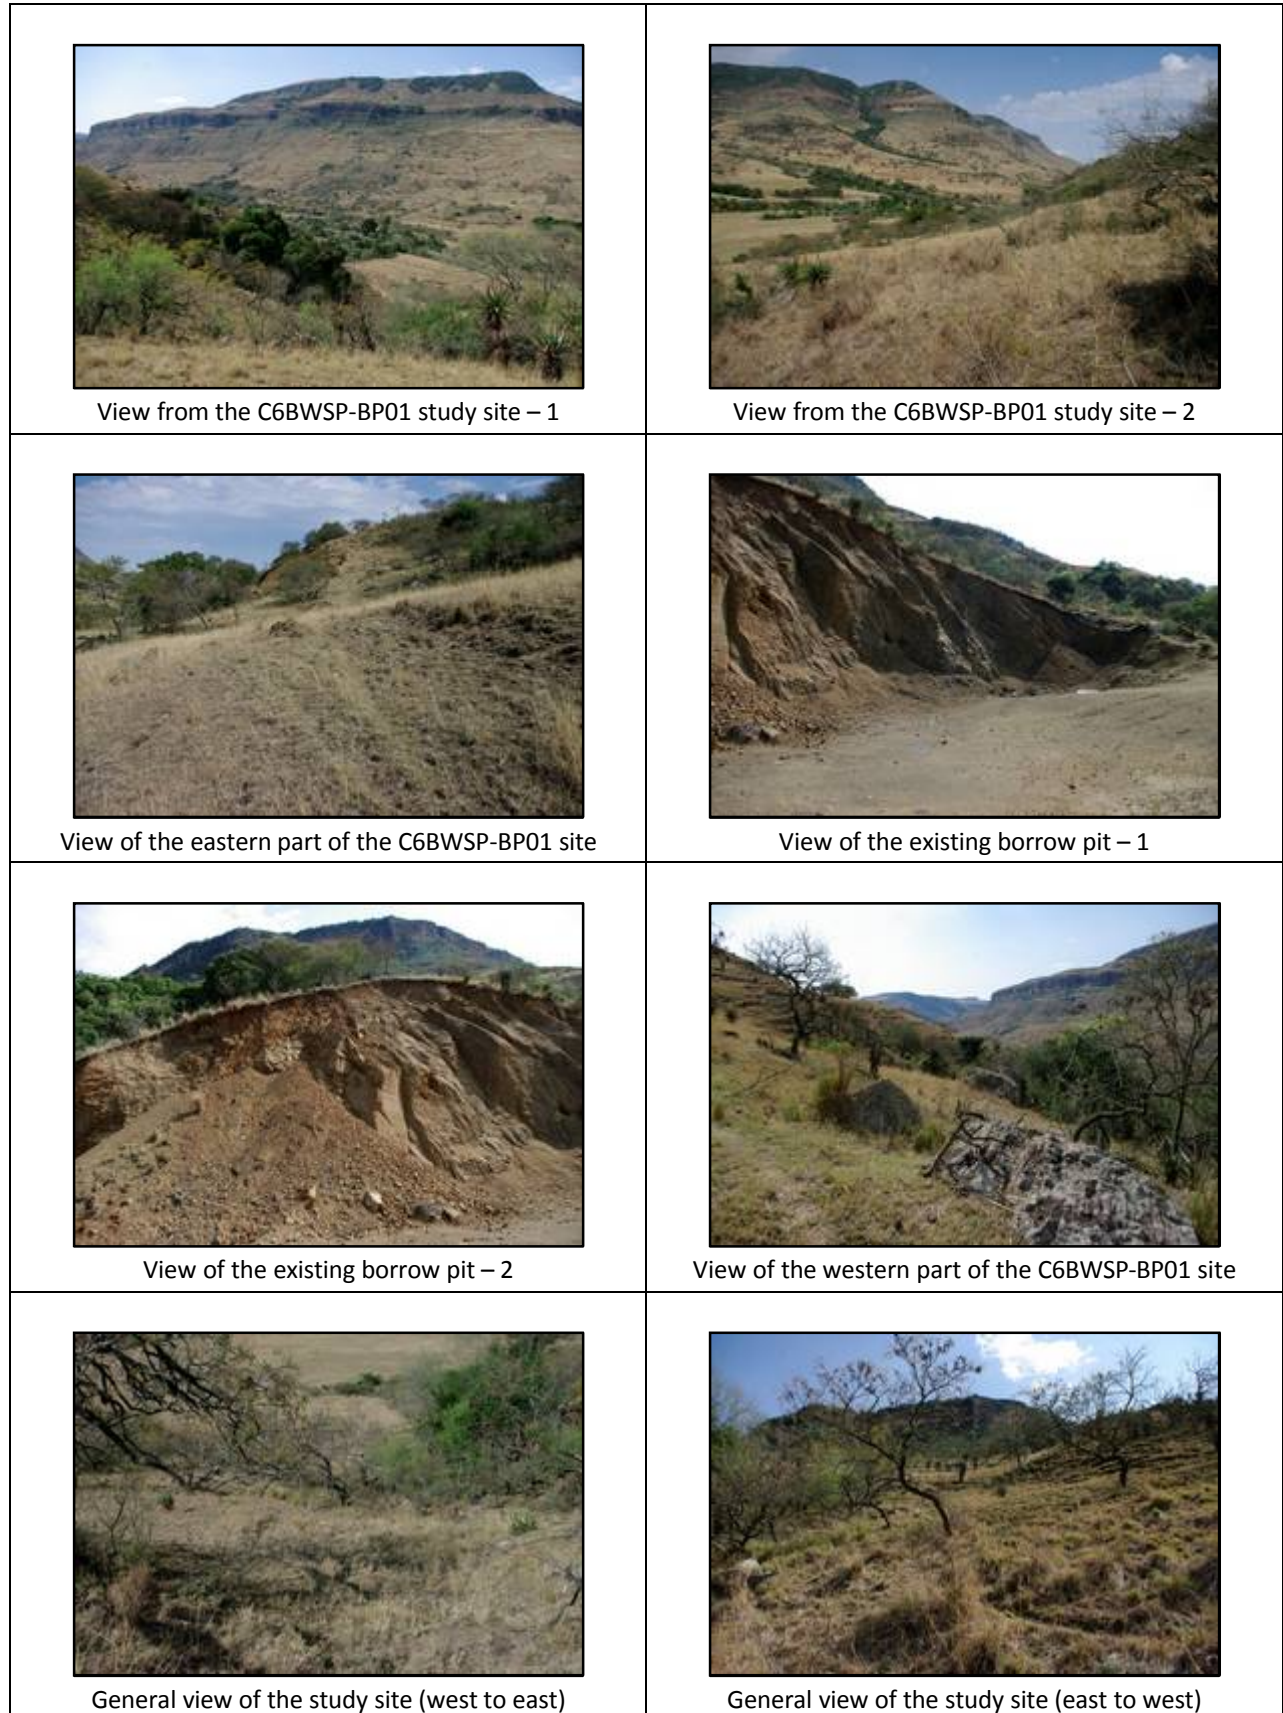 View from the C6BWSP-BP01 study site – 1
View from the C6BWSP-BP01 study site – 2
View of the eastern part of the C6BWSP-BP01 site
View of the existing borrow pit – 1
View of the existing borrow pit – 2
View of the western part of the C6BWSP-BP01 site
General view of the study site (west to east)
General view of the study site (east to west)